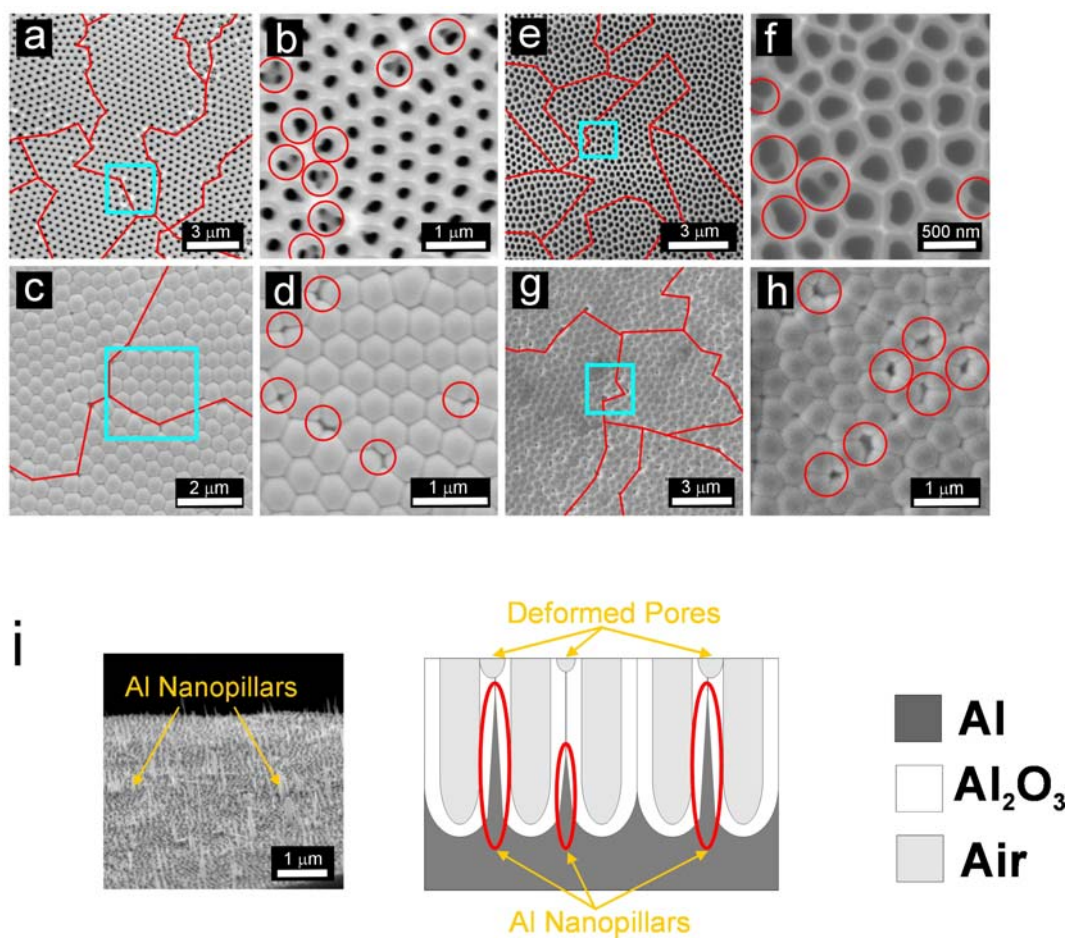 a
3 μm
b
1 μm
e
3 μm
f
500 nm
c
2 μm
d
1 μm
g
3 μm
h
1 μm
i
Al Nanopillars
1 μm
Deformed Pores
Al Nanopillars
Al
Al₂O₃
Air